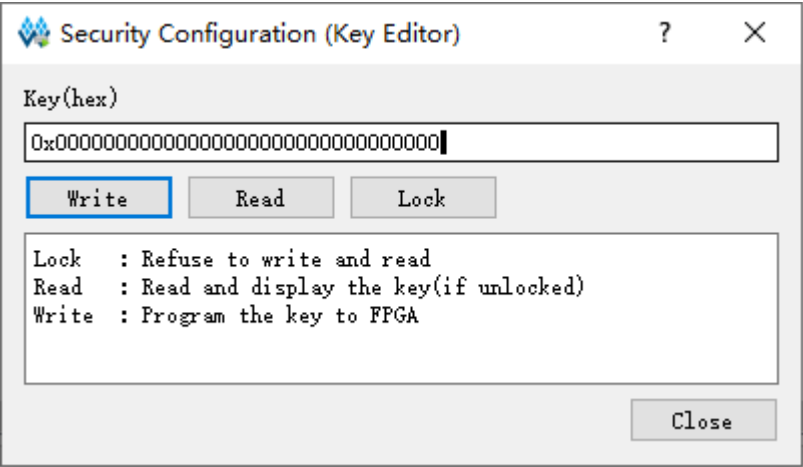 Security Configuration (Key Editor)
?
Key(hex)
0x00000000000000000000000000000000
Write
Read
Lock
Lock : Refuse to write and read
Read : Read and display the key(if unlocked)
Write : Program the key to FPGA
Close